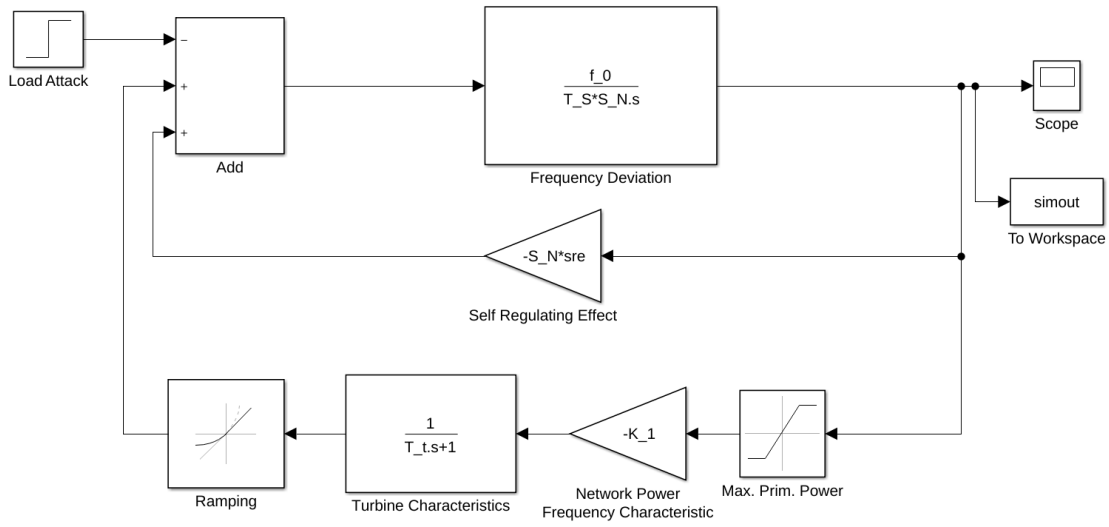 Load Attack
−
+
+
Add
f_0
T_S*S_N.s
Frequency Deviation
Scope
simout
To Workspace
-S_N*sre
Self Regulating Effect
Ramping
1
T_t.s+1
Turbine Characteristics
-K_1
Network Power
Frequency Characteristic
Max. Prim. Power